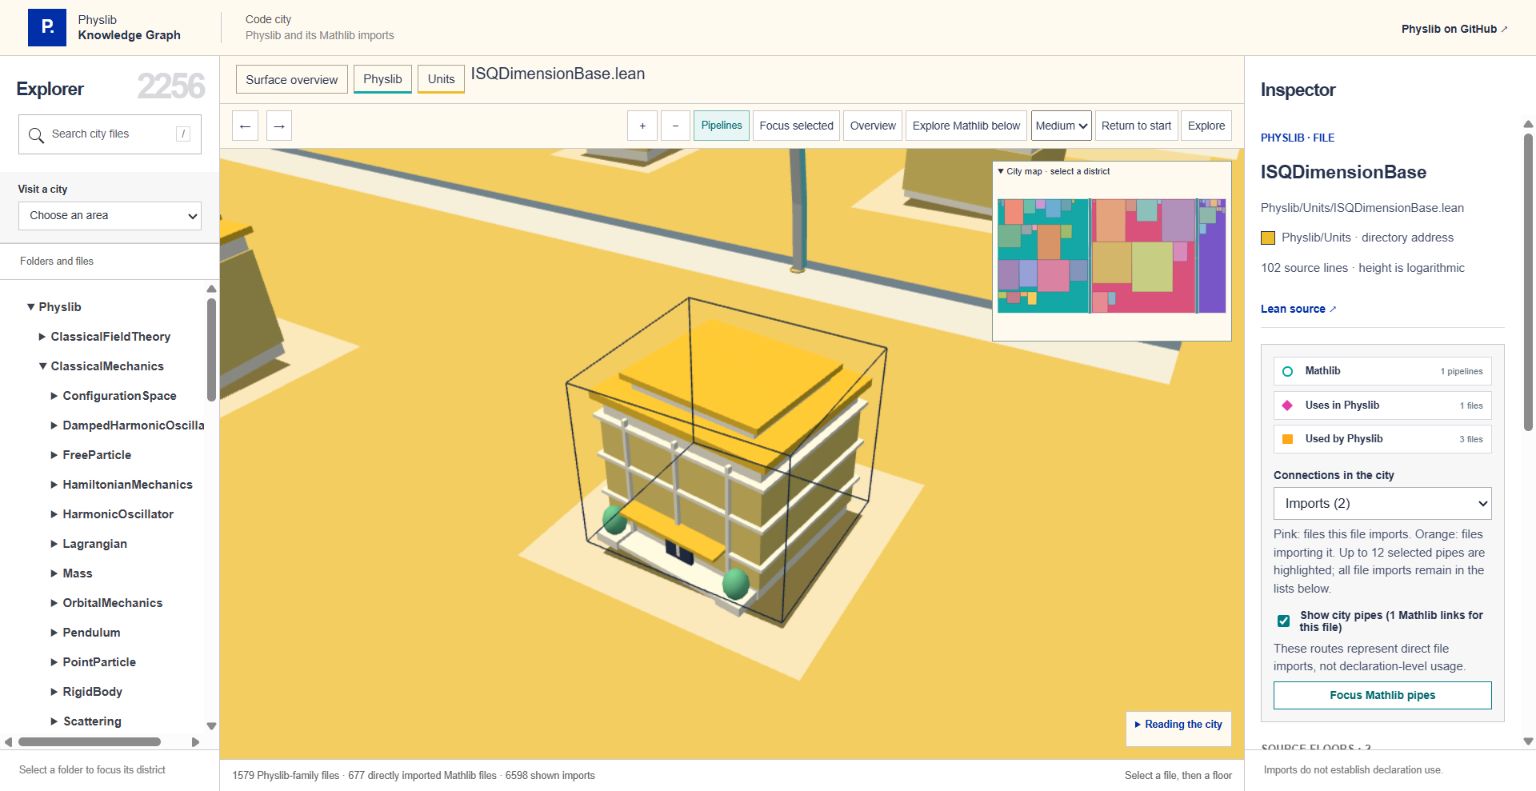 P.
Physlib
Knowledge Graph
Code city
Physlib and its Mathlib imports
Physlib on GitHub ↗
Explorer
2256
Search city files
/
Visit a city
Choose an area
Folders and files
▼ Physlib
▶ ClassicalFieldTheory
▼ ClassicalMechanics
▶ ConfigurationSpace
▶ DampedHarmonicOscilla
▶ FreeParticle
▶ HamiltonianMechanics
▶ HarmonicOscillator
▶ Lagrangian
▶ Mass
▶ OrbitalMechanics
▶ Pendulum
▶ PointParticle
▶ RigidBody
▶ Scattering
Select a folder to focus its district
Surface overview
Physlib
Units
ISQDimensionBase.lean
← → + − Pipelines Focus selected Overview Explore Mathlib below Medium Return to start Explore
▼ City map · select a district
▶ Reading the city
1579 Physlib-family files · 677 directly imported Mathlib files · 6598 shown imports
Select a file, then a floor
Inspector
PHYSLIB · FILE
ISQDimensionBase
Physlib/Units/ISQDimensionBase.lean
Physlib/Units · directory address
102 source lines · height is logarithmic
Lean source ↗
Mathlib 1 pipelines
Uses in Physlib 1 files
Used by Physlib 3 files
Connections in the city
Imports (2)
Pink: files this file imports. Orange: files
importing it. Up to 12 selected pipes are
highlighted; all file imports remain in the
lists below.
Show city pipes (1 Mathlib links for
this file)
These routes represent direct file
imports, not declaration-level usage.
Focus Mathlib pipes
SOURCE FLOORS · 2
Imports do not establish declaration use.